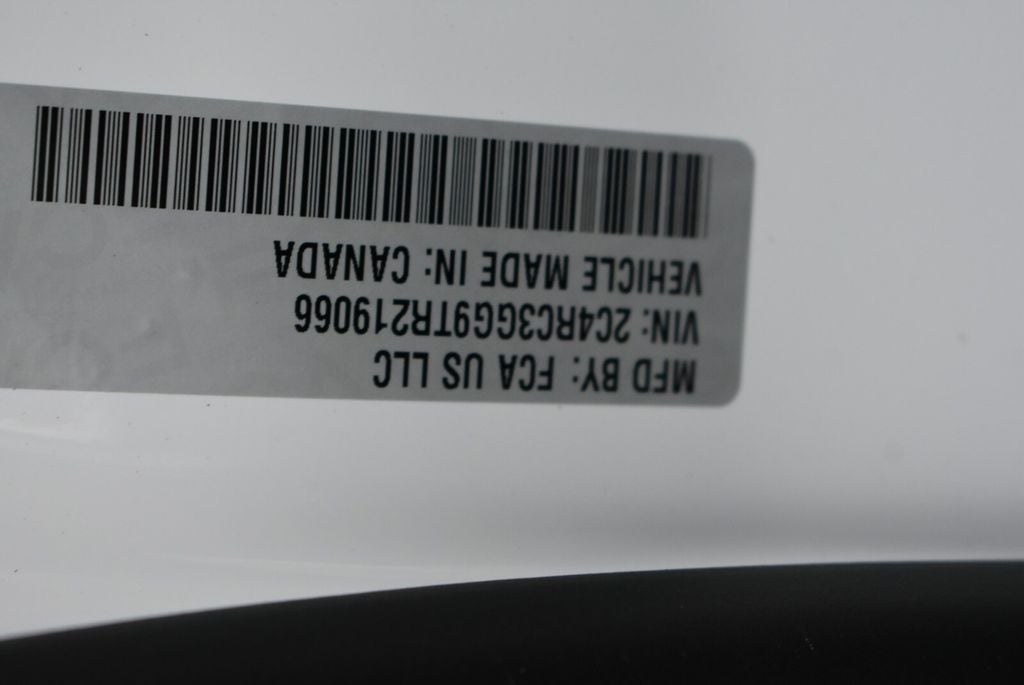 MFD BY: FCA US LLC
VIN: 2C4RC3GG9TR219066
VEHICLE MADE IN: CANADA